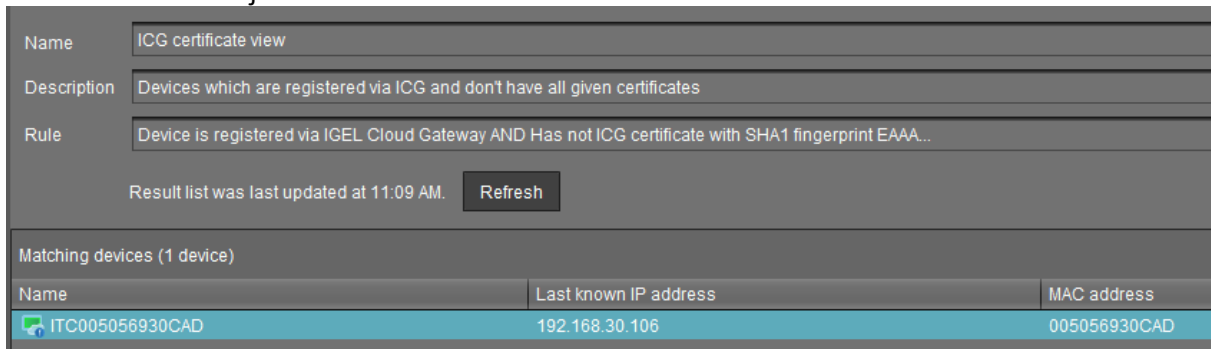 Name ICG certificate view
Description Devices which are registered via ICG and don't have all given certificates
Rule Device is registered via IGEL Cloud Gateway AND Has not ICG certificate with SHA1 fingerprint EAAA...
Result list was last updated at 11:09 AM. Refresh
Matching devices (1 device)
Name Last known IP address MAC address
ITC005056930CAD 192.168.30.106 005056930CAD